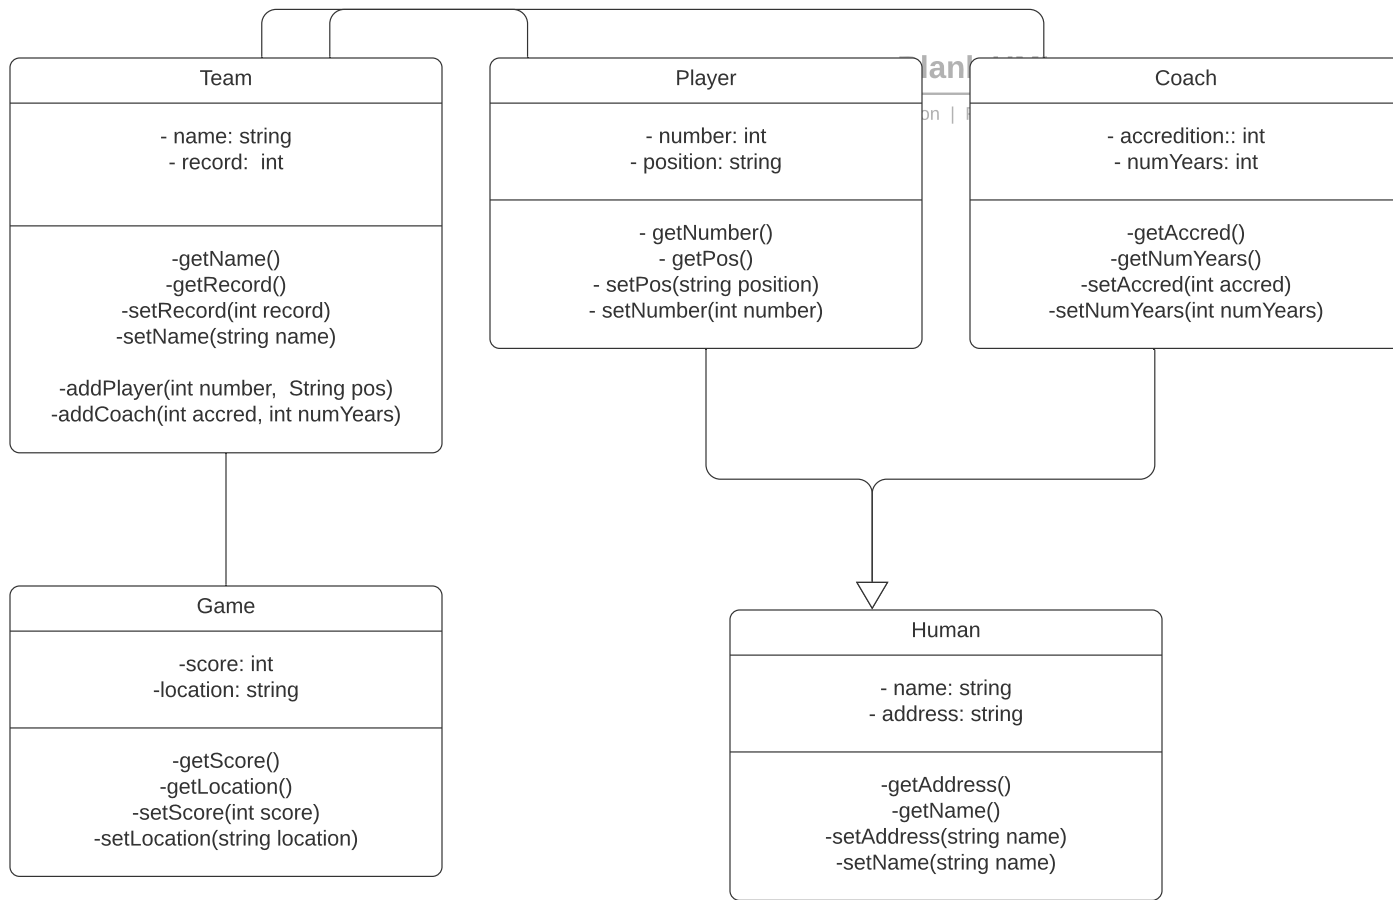 Team
- name: string
- record:  int
-getName()
-getRecord()
-setRecord(int record)
-setName(string name)
-addPlayer(int number,  String pos)
-addCoach(int accred, int numYears)
Player
- number: int
- position: string
- getNumber()
- getPos()
- setPos(string position)
- setNumber(int number)
Coach
- accredition:: int
- numYears: int
-getAccred()
-getNumYears()
-setAccred(int accred)
-setNumYears(int numYears)
Game
-score: int
-location: string
-getScore()
-getLocation()
-setScore(int score)
-setLocation(string location)
Human
- name: string
- address: string
-getAddress()
-getName()
-setAddress(string name)
-setName(string name)